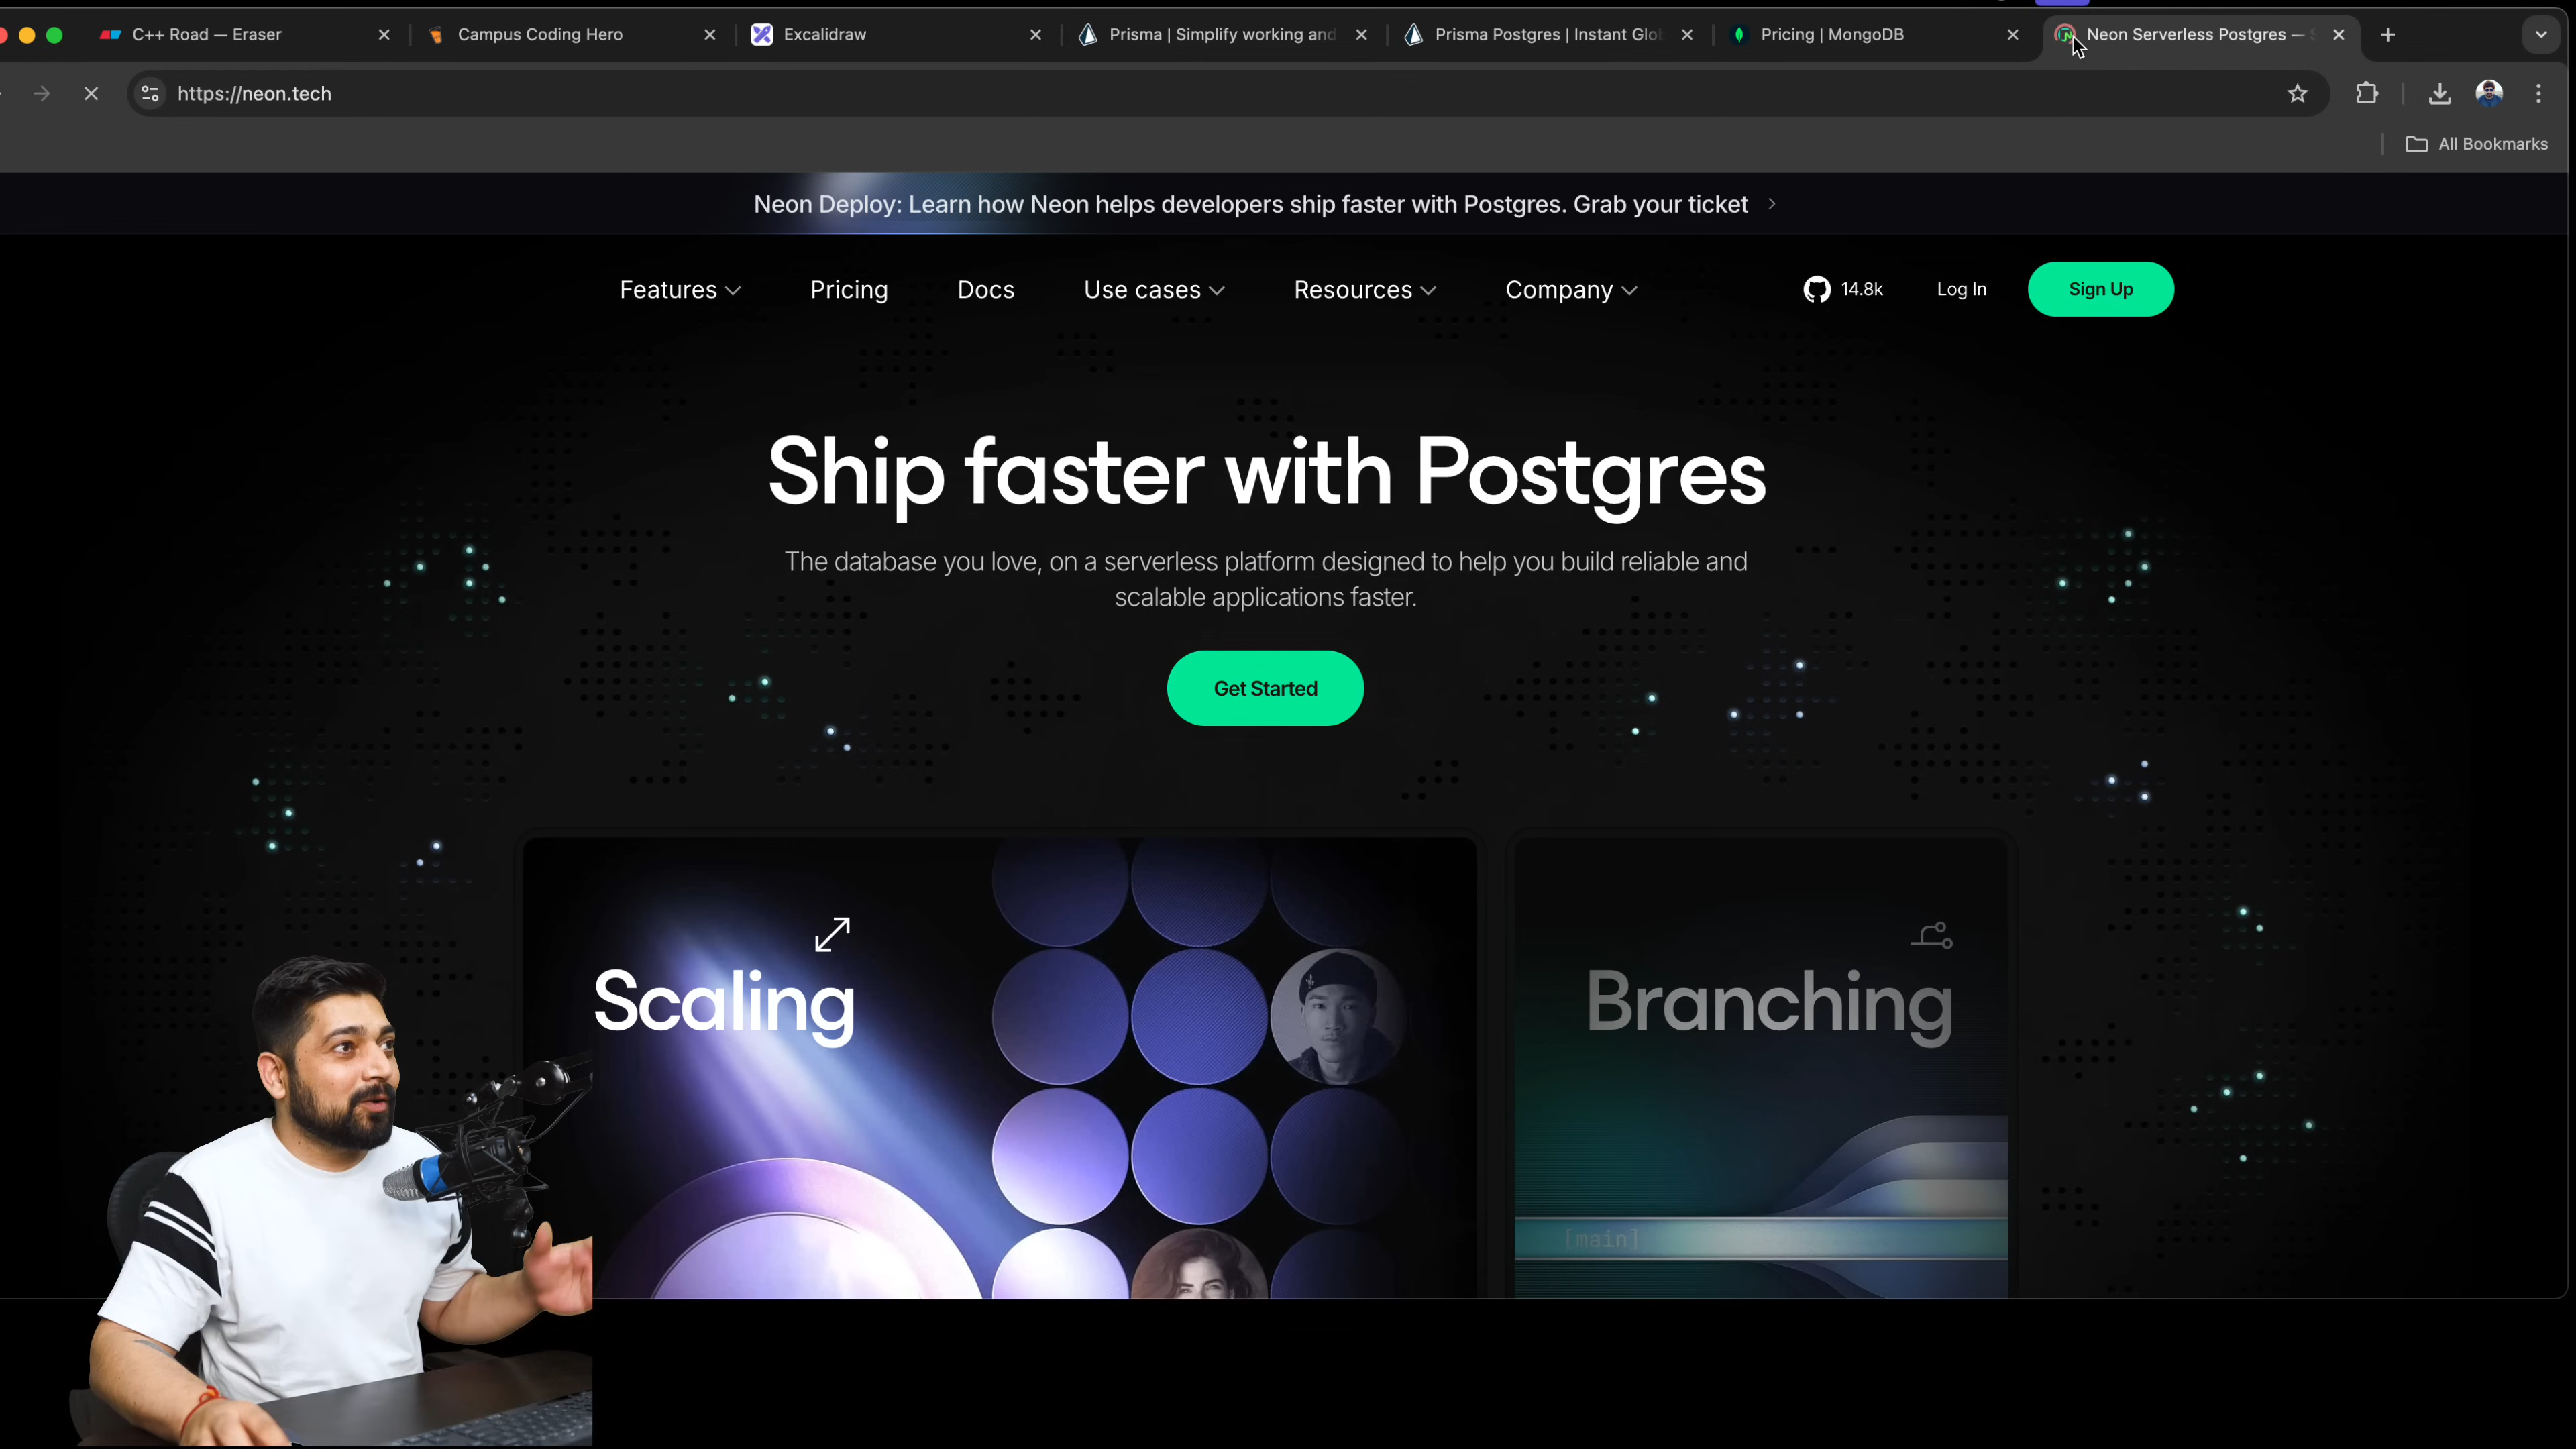 C++ Road — Eraser
Campus Coding Hero
Excalidraw
Prisma | Simplify working and
Prisma Postgres | Instant Glob
Pricing | MongoDB
Neon Serverless Postgres —
https://neon.tech
All Bookmarks
Neon Deploy: Learn how Neon helps developers ship faster with Postgres. Grab your ticket
Features
Pricing
Docs
Use cases
Resources
Company
14.8k
Log In
Sign Up
Ship faster with Postgres
The database you love, on a serverless platform designed to help you build reliable and
scalable applications faster.
Get Started
Scaling
Branching
[main]